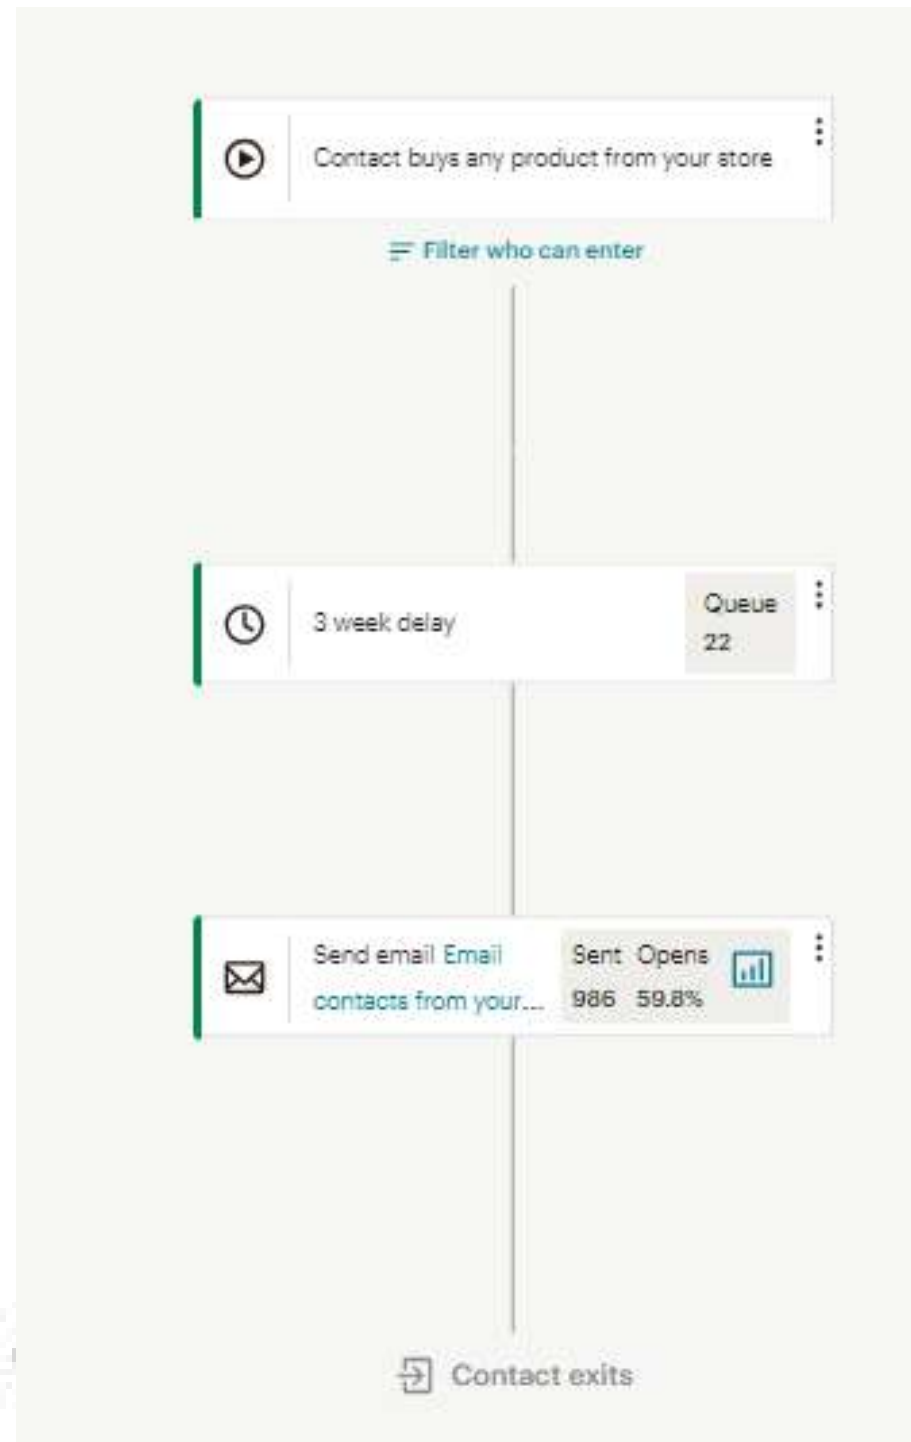 Contact buys any product from your store
Filter who can enter
3 week delay
Queue
22
Send email Email
contacts from your...
Sent Opens
986 59.8%
Contact exits